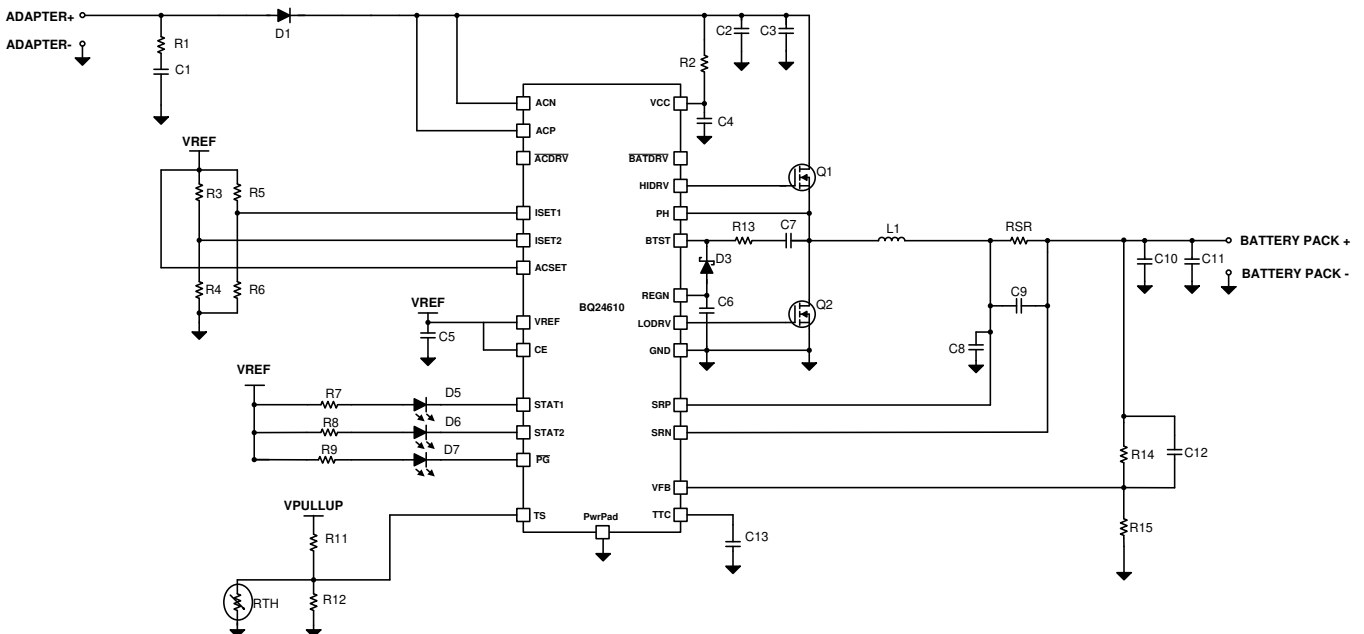 ADAPTER+
ADAPTER-
R1
C1
D1
R2
C2
C3
C4
ACN
ACP
ACDRV
ISET1
ISET2
ACSET
VREF
CE
STAT1
STAT2
PG
TS
BQ24610
PwrPad
VCC
BATDRV
HIDRV
PH
BTST
REGN
LODRV
GND
SRP
SRN
VFB
TTC
VREF
R3
R5
R4
R6
VREF
C5
VREF
R7
D5
R8
D6
R9
D7
VPULLUP
R11
RTH
R12
Q1
R13
C7
D3
C6
Q2
L1
RSR
C9
C8
C10
C11
BATTERY PACK +
BATTERY PACK -
R14
C12
R15
C13